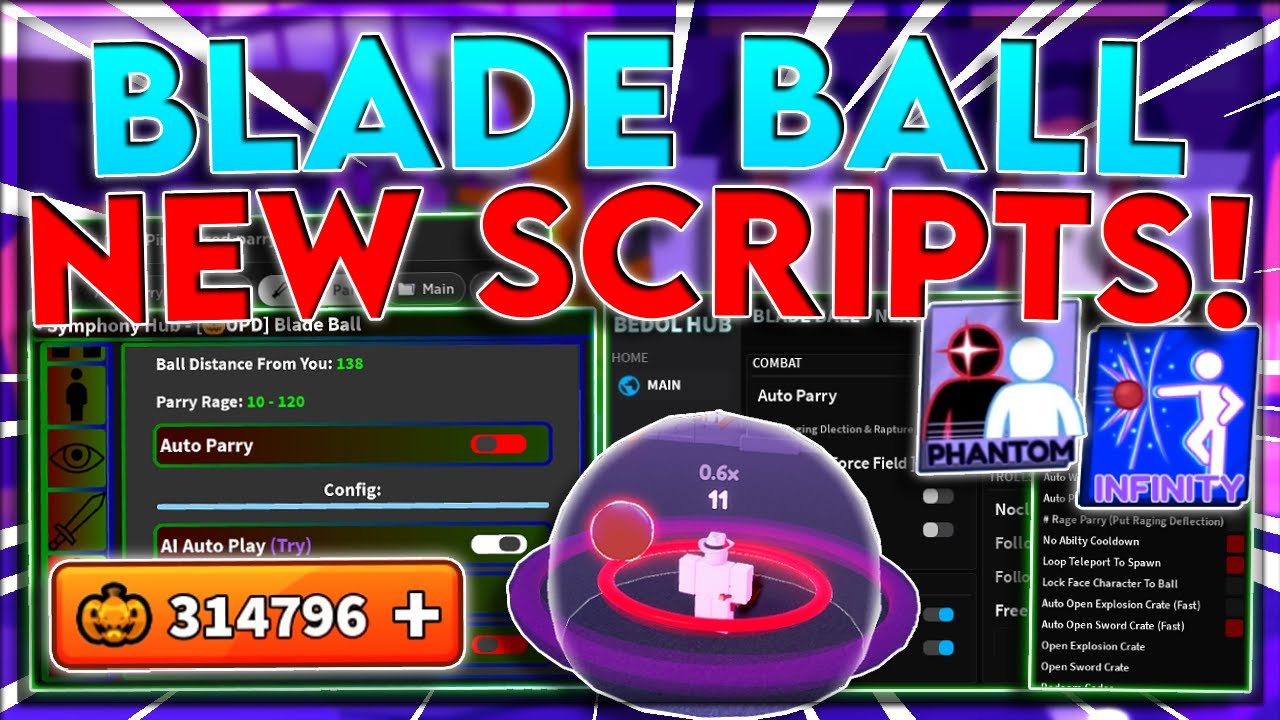 BLADE BALL
NEW SCRIPTS!
Main
Symphony Hub - [🎃UPD] Blade Ball
Ball Distance From You: 138
Parry Rage: 10 - 120
Auto Parry
Config:
AI Auto Play (Try)
314796 +
BEDOL HUB
BLADE BALL
HOME
MAIN
COMBAT
Auto Parry
0.6x
11
PHANTOM
INFINITY
# Rage Parry (Put Raging Deflection)
No Abilty Cooldown
Loop Teleport To Spawn
Lock Face Character To Ball
Auto Open Explosion Crate (Fast)
Auto Open Sword Crate (Fast)
Open Explosion Crate
Open Sword Crate